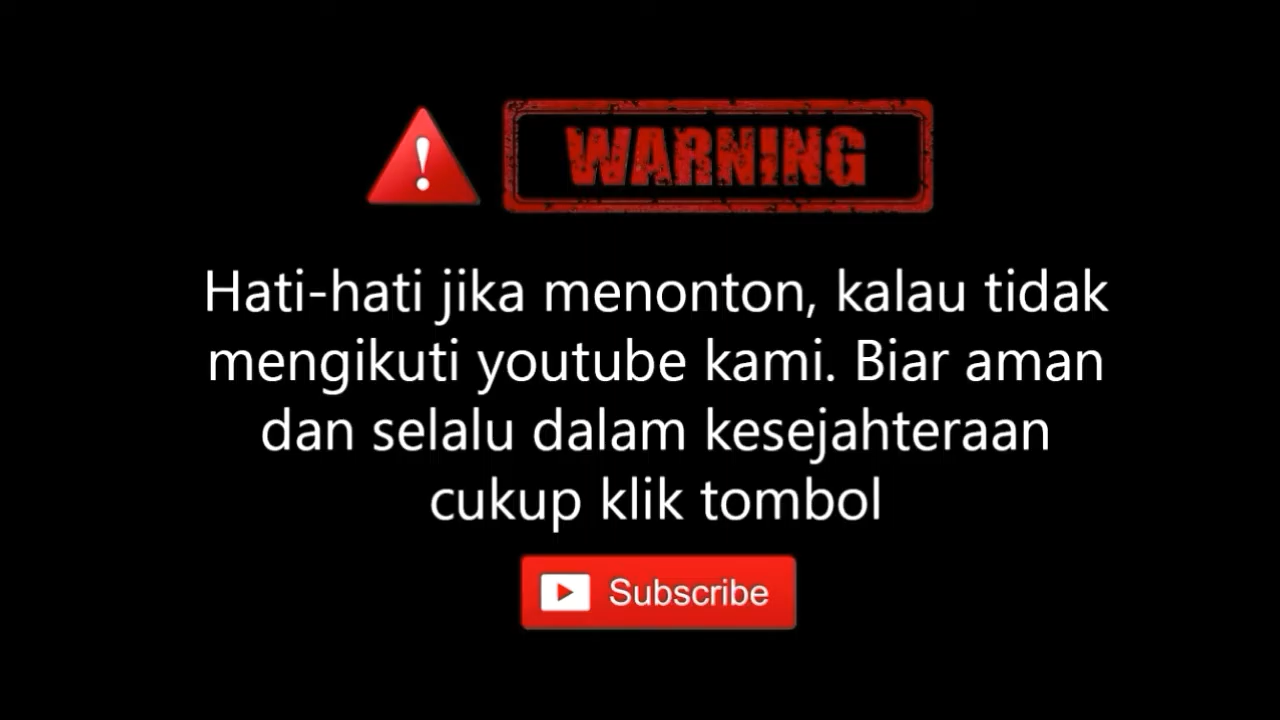 WARNING
Hati-hati jika menonton, kalau tidak
mengikuti youtube kami. Biar aman
dan selalu dalam kesejahteraan
cukup klik tombol
Subscribe